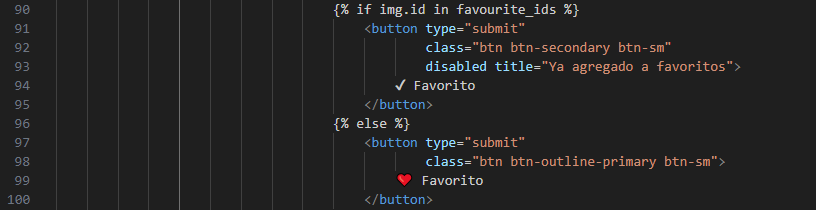 90 {% if img.id in favourite_ids %}
91 <button type="submit"
92 class="btn btn-secondary btn-sm"
93 disabled title="Ya agregado a favoritos">
94 ✓ Favorito
95 </button>
96 {% else %}
97 <button type="submit"
98 class="btn btn-outline-primary btn-sm">
99 ❤️ Favorito
100 </button>